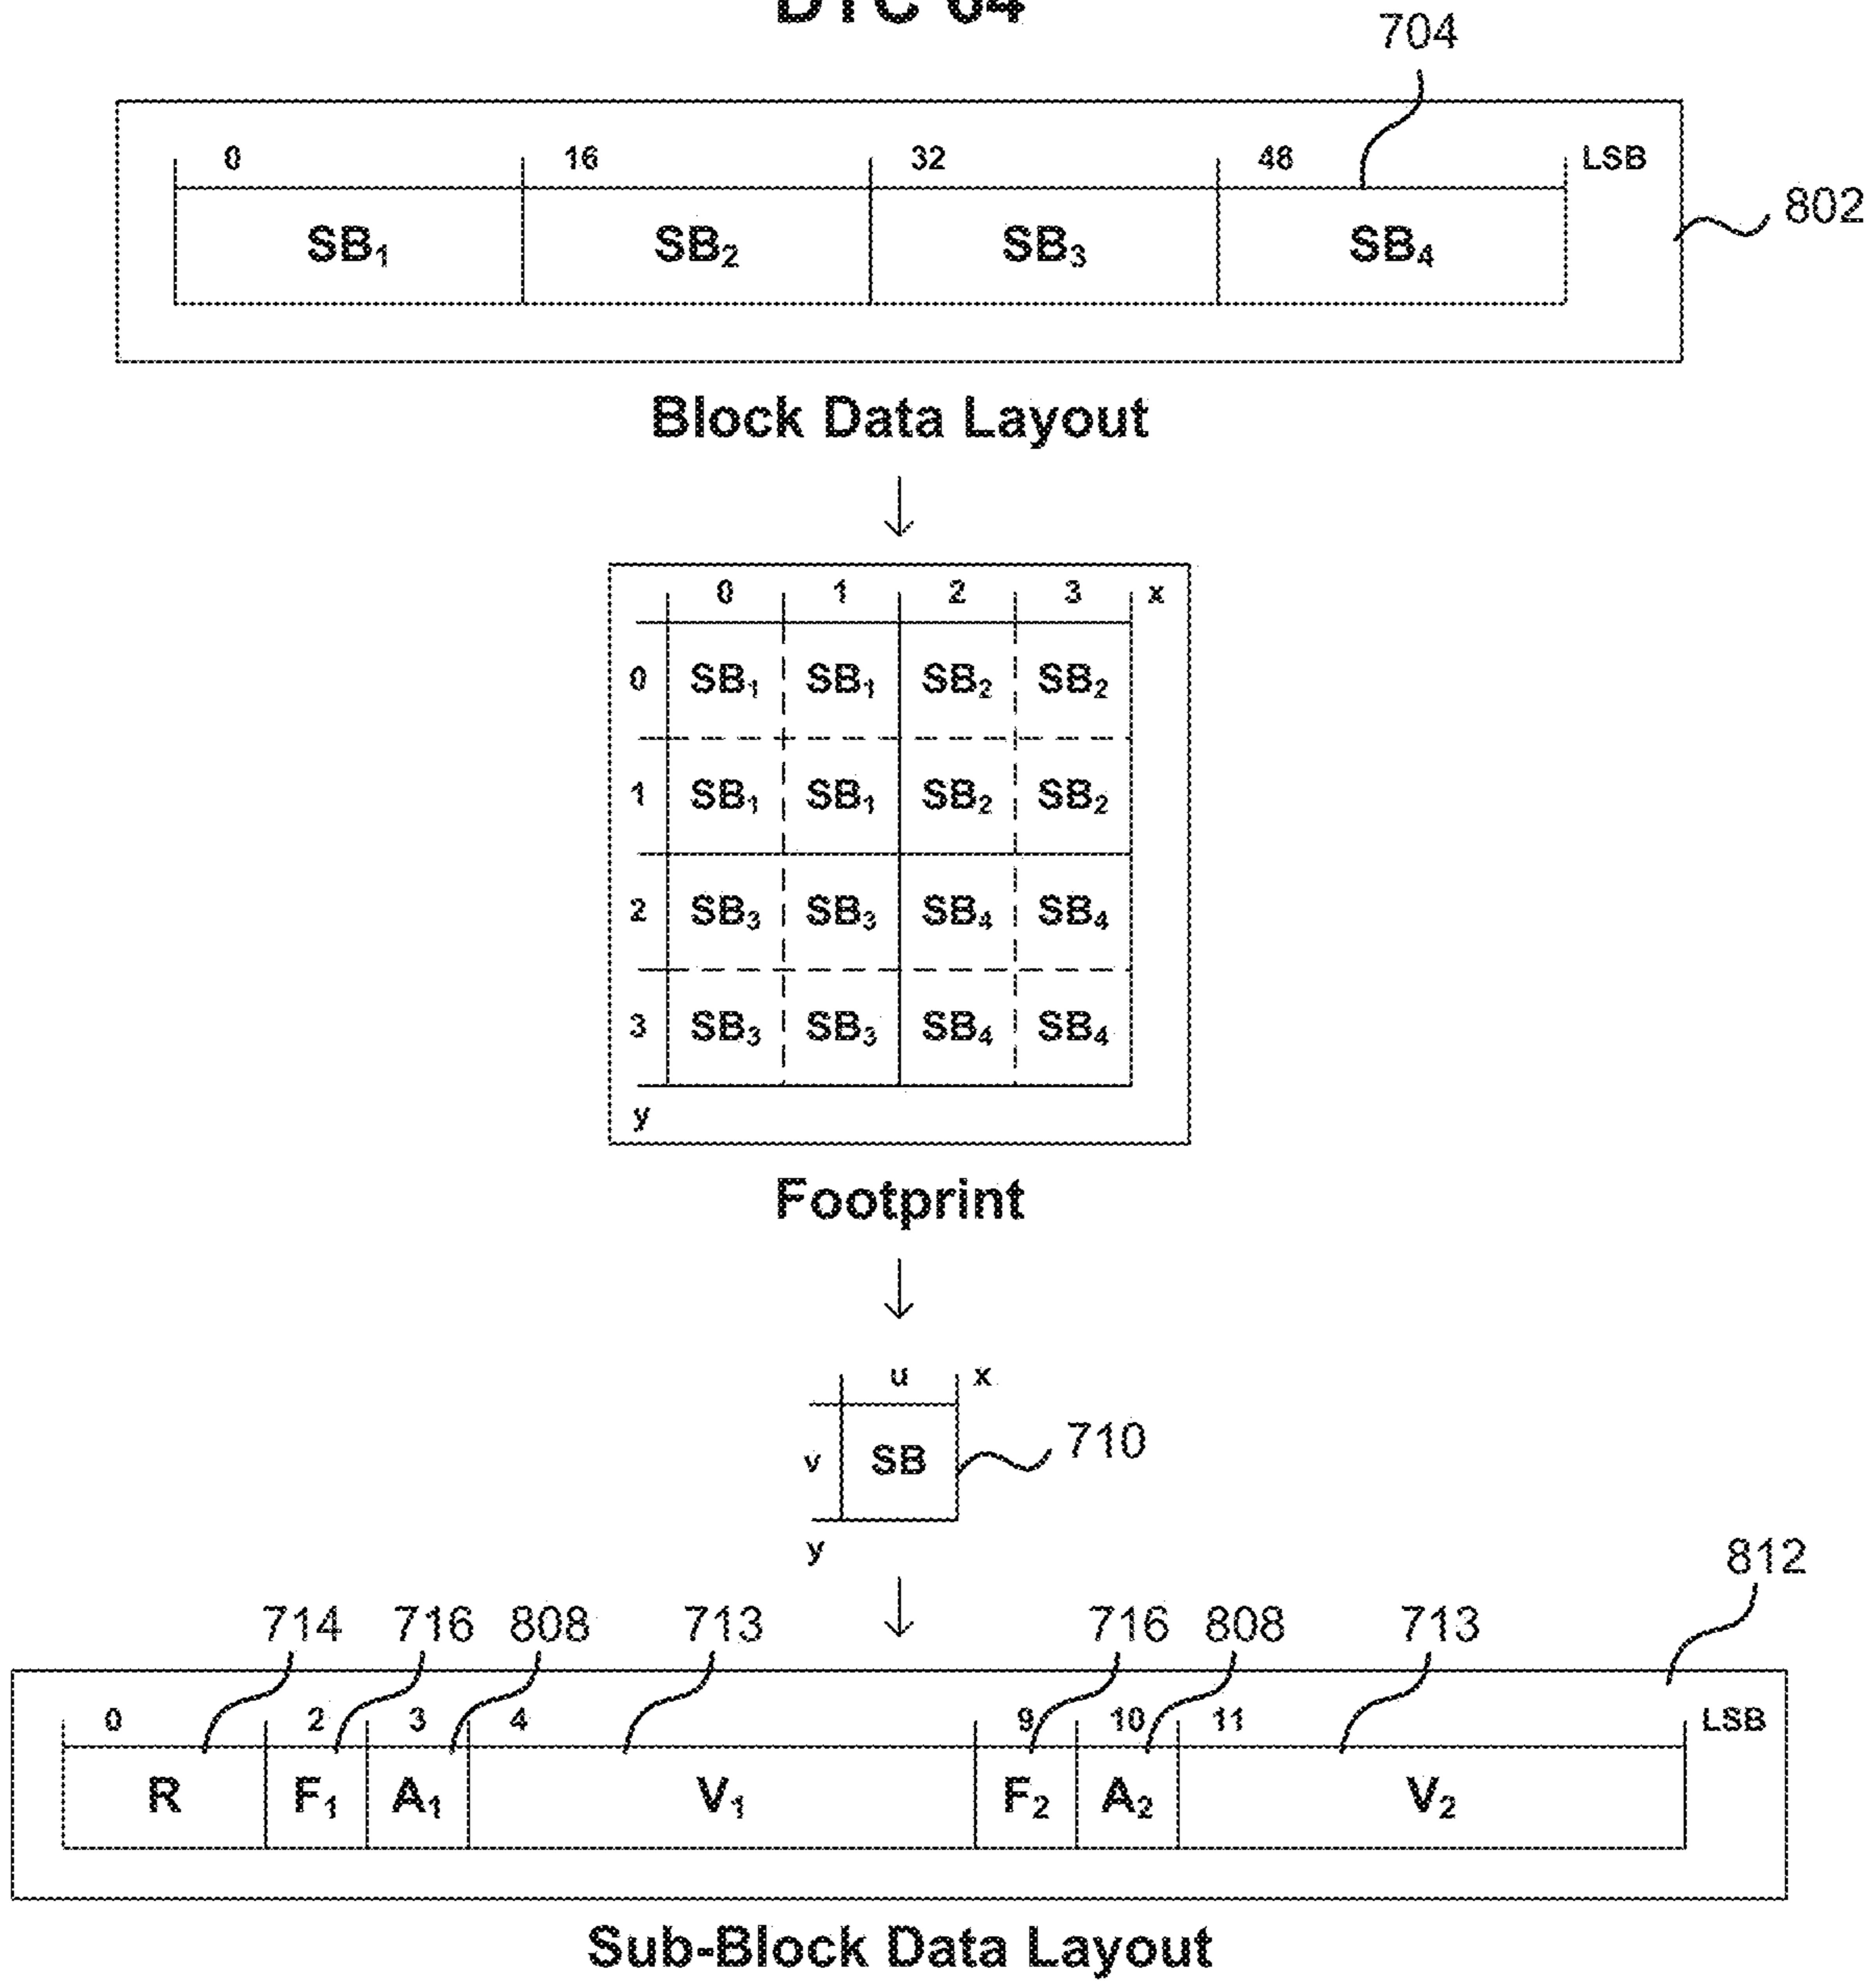 704
0 16 32 48 LSB
802
SB₁ SB₂ SB₃ SB₄
Block Data Layout
0 1 2 3 x
0 SB₁ SB₁ SB₂ SB₂
1 SB₁ SB₁ SB₂ SB₂
2 SB₃ SB₃ SB₄ SB₄
3 SB₃ SB₃ SB₄ SB₄
y
Footprint
u x
v SB 710
y
812
714 716 808 713 716 808 713
0 2 3 4 9 10 11 LSB
R F₁ A₁ V₁ F₂ A₂ V₂
Sub-Block Data Layout